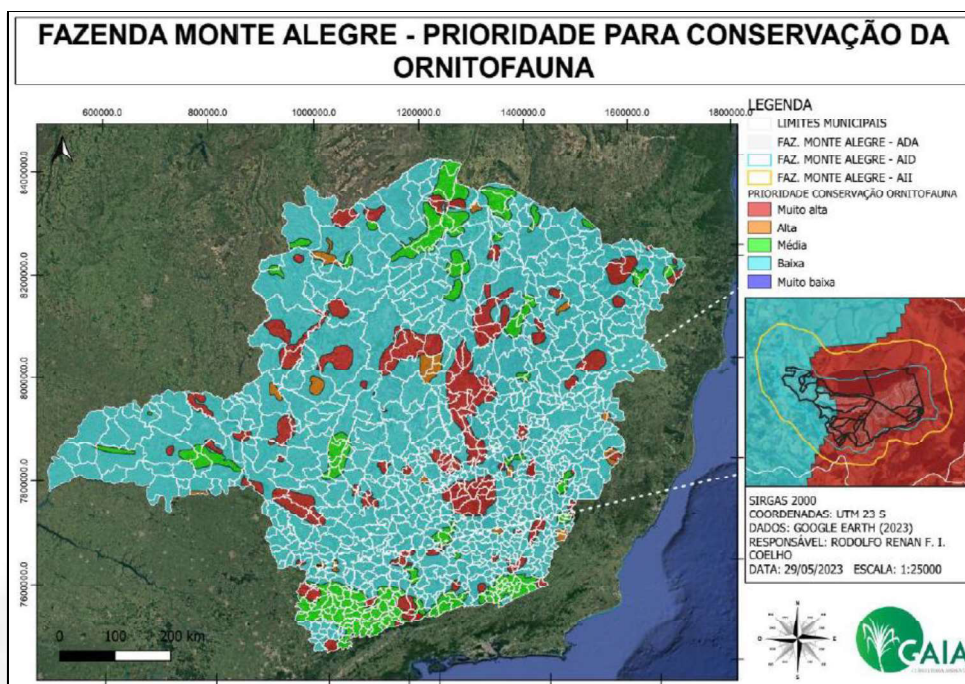 FAZENDA MONTE ALEGRE - PRIORIDADE PARA CONSERVAÇÃO DA
ORNITOFAUNA
600000.0
800000.0
1000000.0
1200000.0
1400000.0
1600000.0
1800000.0
8400000.0
8200000.0
8000000.0
7800000.0
7600000.0
0 100 200 km
LEGENDA
LIMITES MUNICIPAIS
FAZ. MONTE ALEGRE - ADA
FAZ. MONTE ALEGRE - AID
FAZ. MONTE ALEGRE - AII
PRIORIDADE CONSERVAÇÃO ORNITOFAUNA
Muito alta
Alta
Média
Baixa
Muito baixa
SIRGAS 2000
COORDENADAS: UTM 23 S
DADOS: GOOGLE EARTH (2023)
RESPONSÁVEL: RODOLFO RENAN F. I.
COELHO
DATA: 29/05/2023 ESCALA: 1:25000
N
O
E
S
GAIA